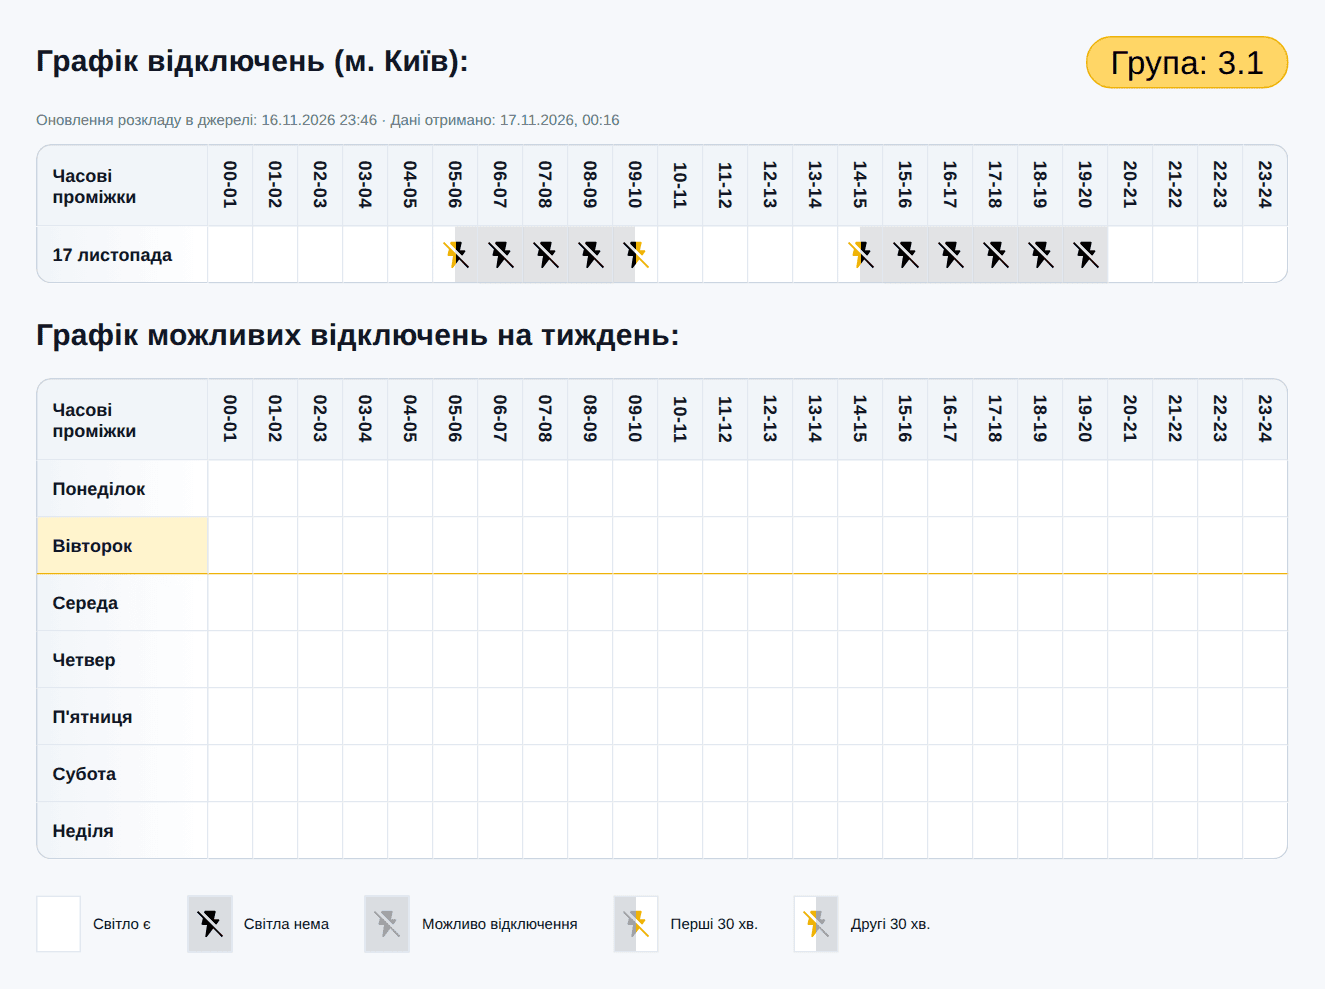 Графік відключень (м. Київ):
Група: 3.1
Оновлення розкладу в джерелі: 16.11.2026 23:46 · Дані отримано: 17.11.2026, 00:16
Часові проміжки 00-01 01-02 02-03 03-04 04-05 05-06 06-07 07-08 08-09 09-10 10-11 11-12 12-13 13-14 14-15 15-16 16-17 17-18 18-19 19-20 20-21 21-22 22-23 23-24
17 листопада
Графік можливих відключень на тиждень:
Часові проміжки 00-01 01-02 02-03 03-04 04-05 05-06 06-07 07-08 08-09 09-10 10-11 11-12 12-13 13-14 14-15 15-16 16-17 17-18 18-19 19-20 20-21 21-22 22-23 23-24
Понеділок
Вівторок
Середа
Четвер
П'ятниця
Субота
Неділя
Світло є Світла нема Можливо відключення Перші 30 хв. Другі 30 хв.